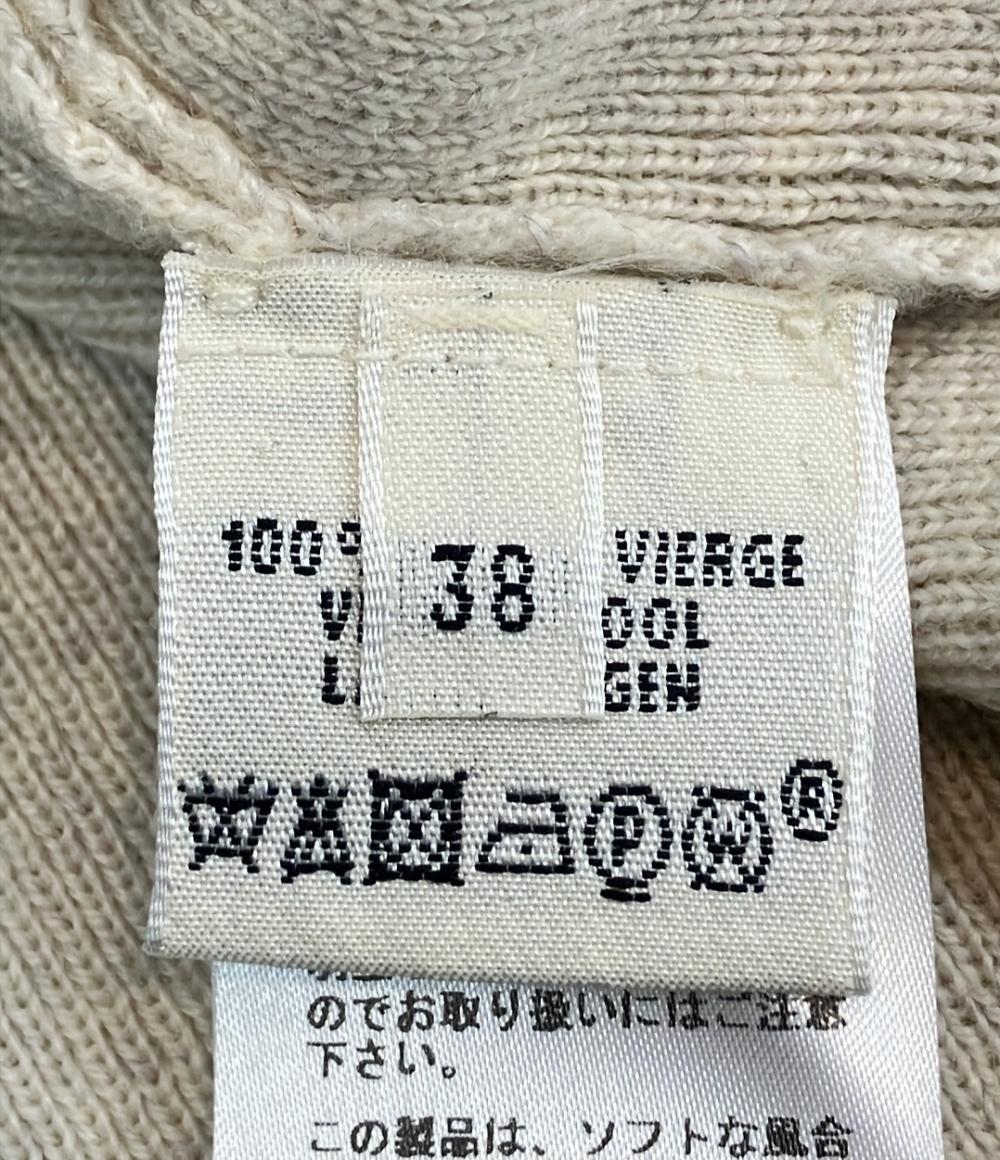 100% VIERGE
38
OOL
GEN
P W ®
のでお取り扱いにはご注意
下さい。
この製品は、ソフトな風合